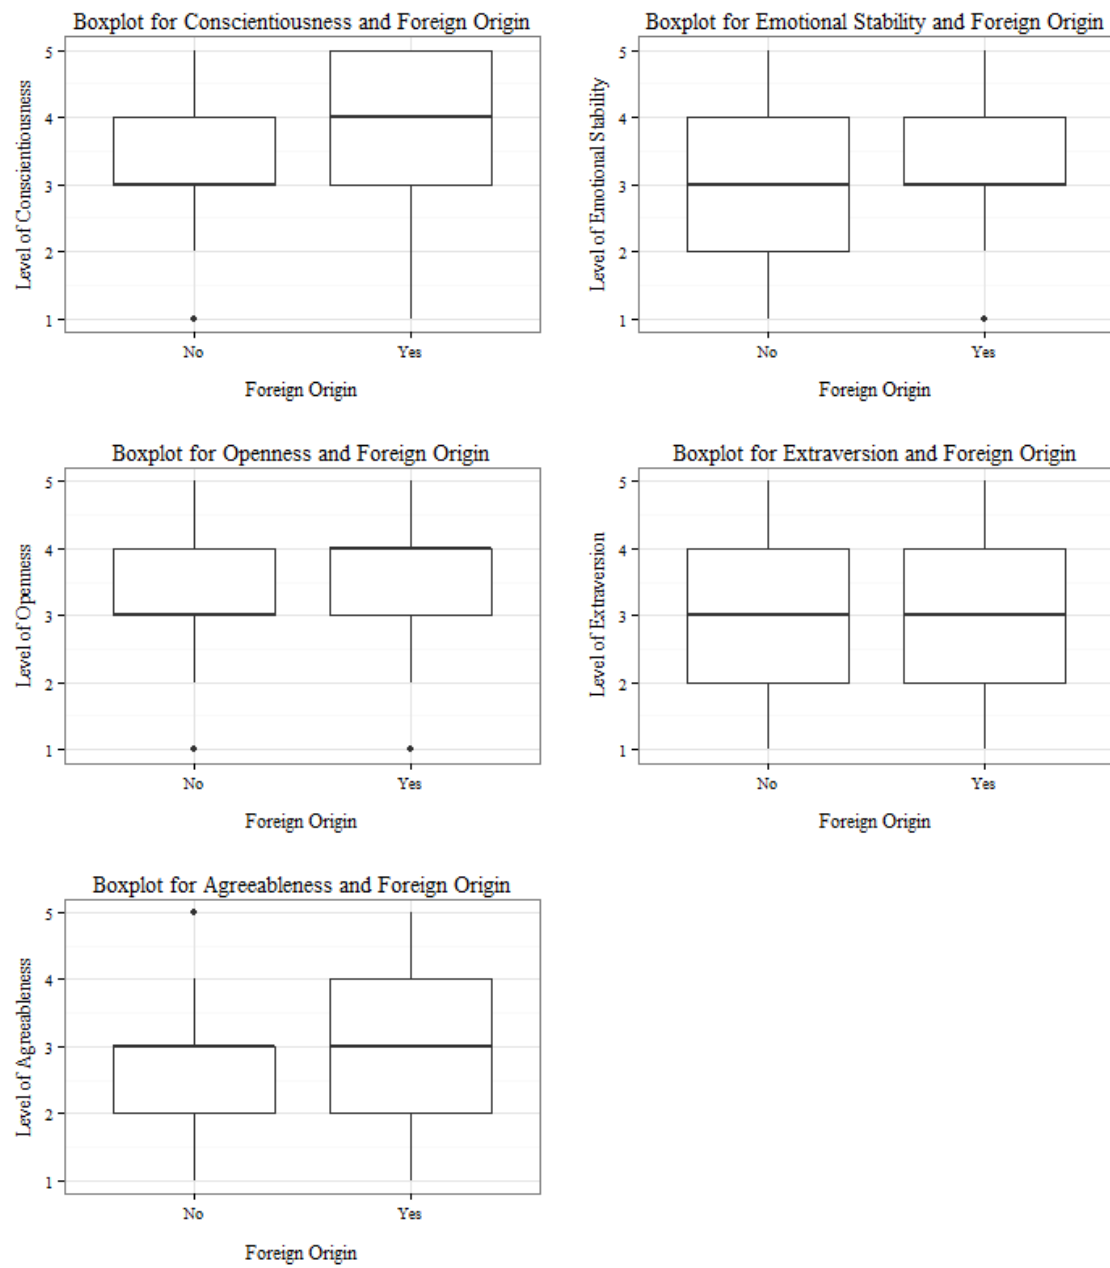 Boxplot for Conscientiousness and Foreign Origin
Level of Conscientiousness
5
4
3
2
1
No Yes
Foreign Origin
Boxplot for Emotional Stability and Foreign Origin
Level of Emotional Stability
5
4
3
2
1
No Yes
Foreign Origin
Boxplot for Openness and Foreign Origin
Level of Openness
5
4
3
2
1
No Yes
Foreign Origin
Boxplot for Extraversion and Foreign Origin
Level of Extraversion
5
4
3
2
1
No Yes
Foreign Origin
Boxplot for Agreeableness and Foreign Origin
Level of Agreeableness
5
4
3
2
1
No Yes
Foreign Origin